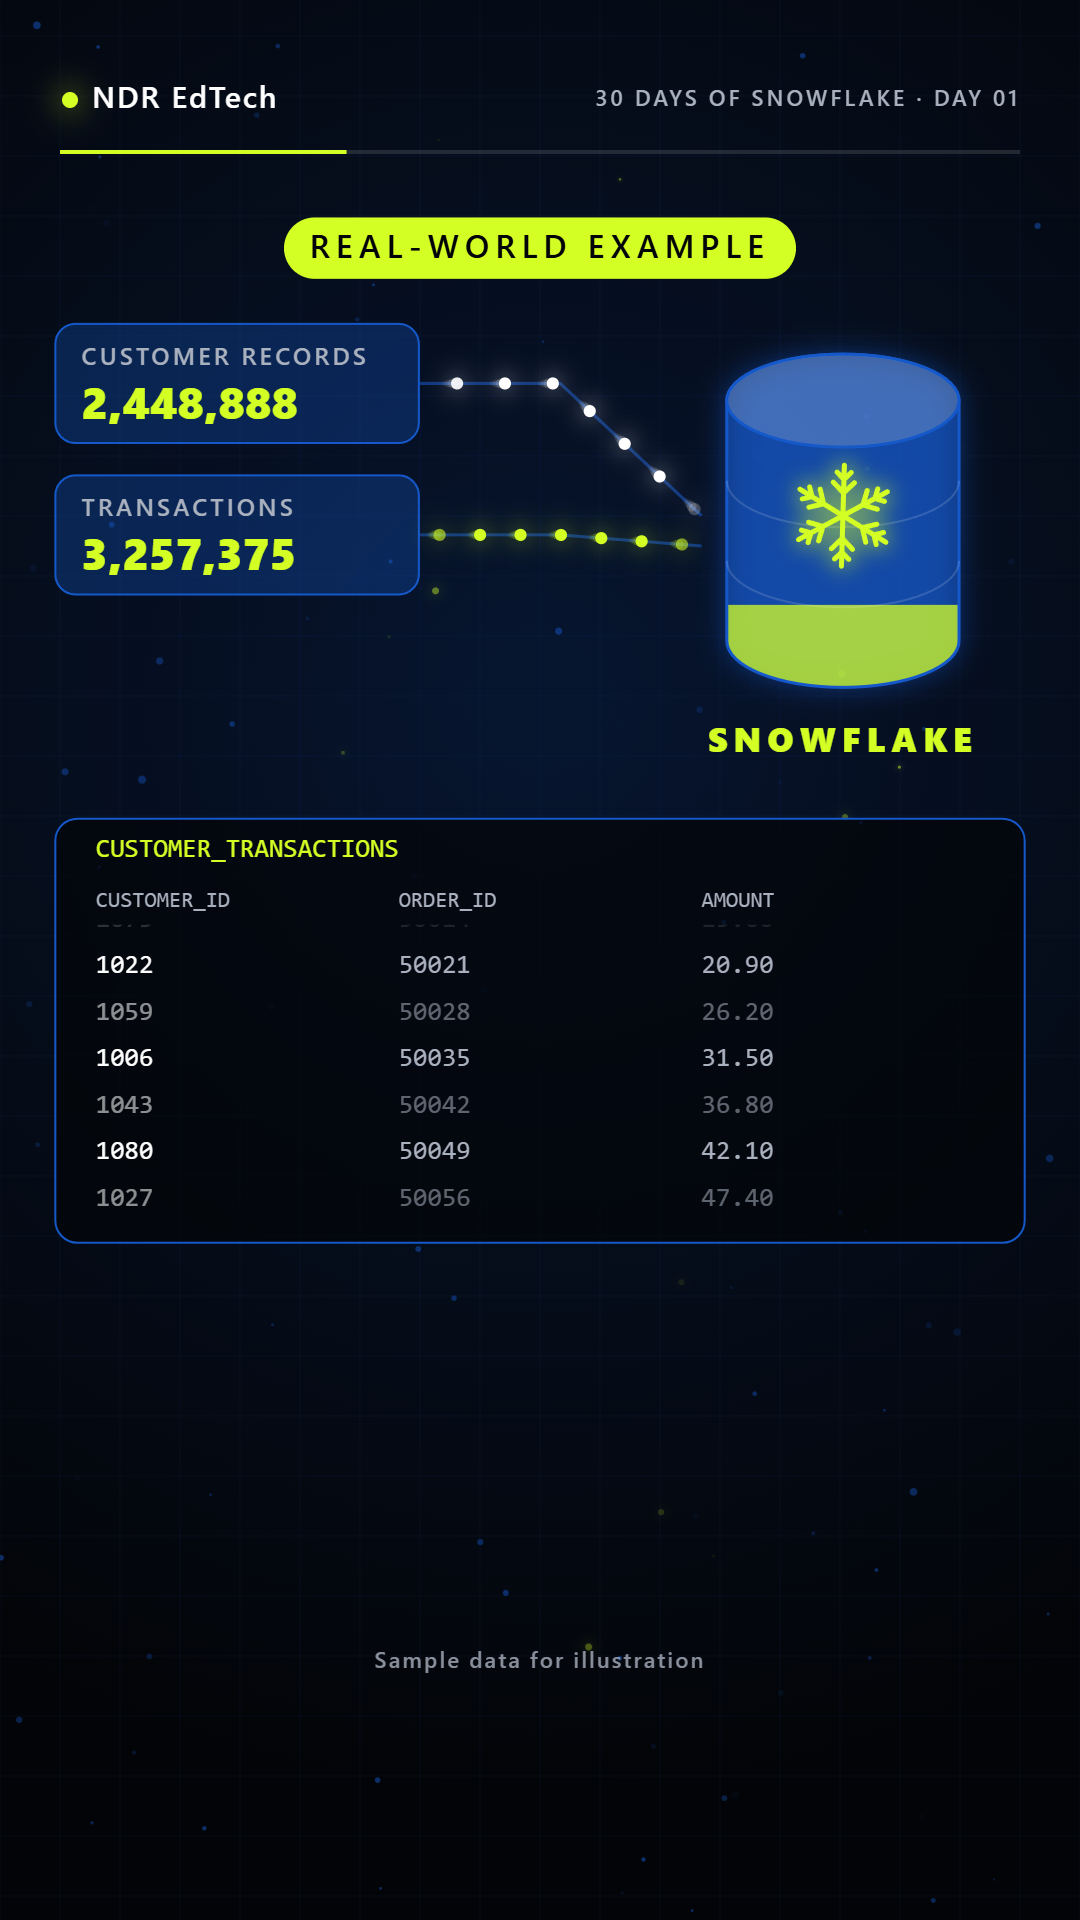 NDR EdTech
30 DAYS OF SNOWFLAKE · DAY 01
REAL-WORLD EXAMPLE
CUSTOMER RECORDS
2,448,888
TRANSACTIONS
3,257,375
SNOWFLAKE
CUSTOMER_TRANSACTIONS
CUSTOMER_ID ORDER_ID AMOUNT
1022 50021 20.90
1059 50028 26.20
1006 50035 31.50
1043 50042 36.80
1080 50049 42.10
1027 50056 47.40
Sample data for illustration